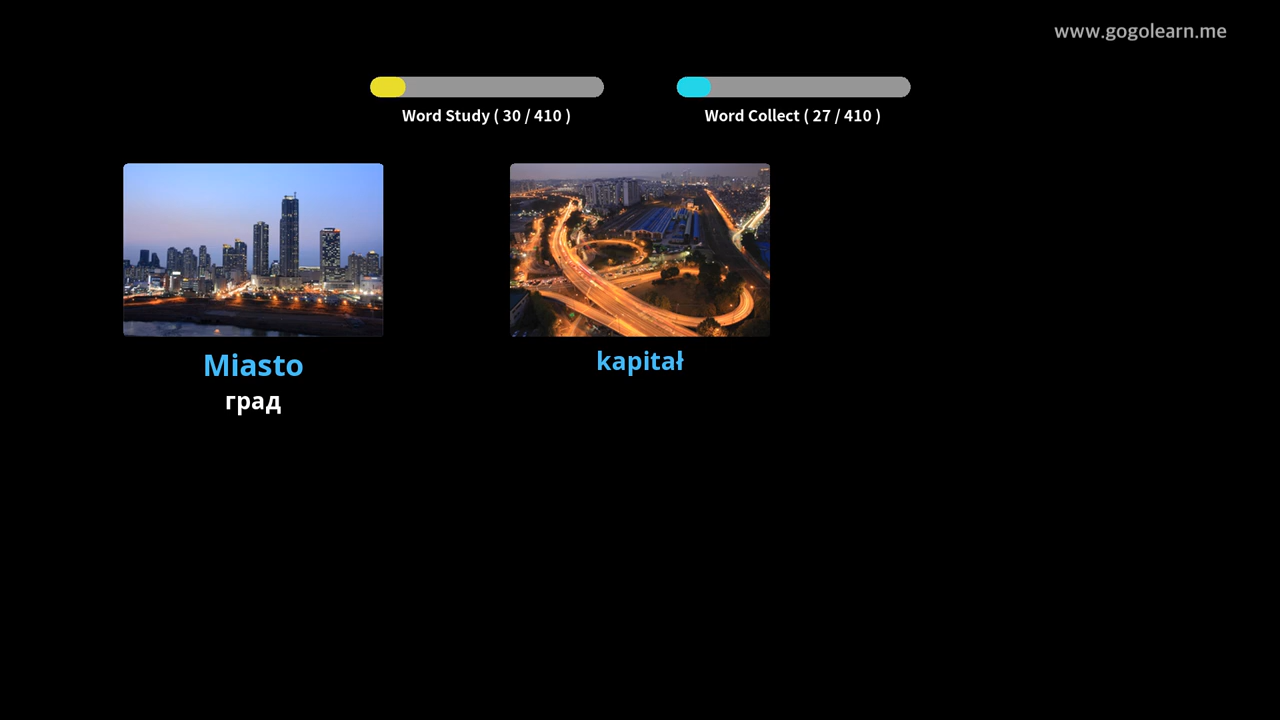 www.gogolearn.me
Word Study ( 30 / 410 )
Word Collect ( 27 / 410 )
Miasto
град
kapitał